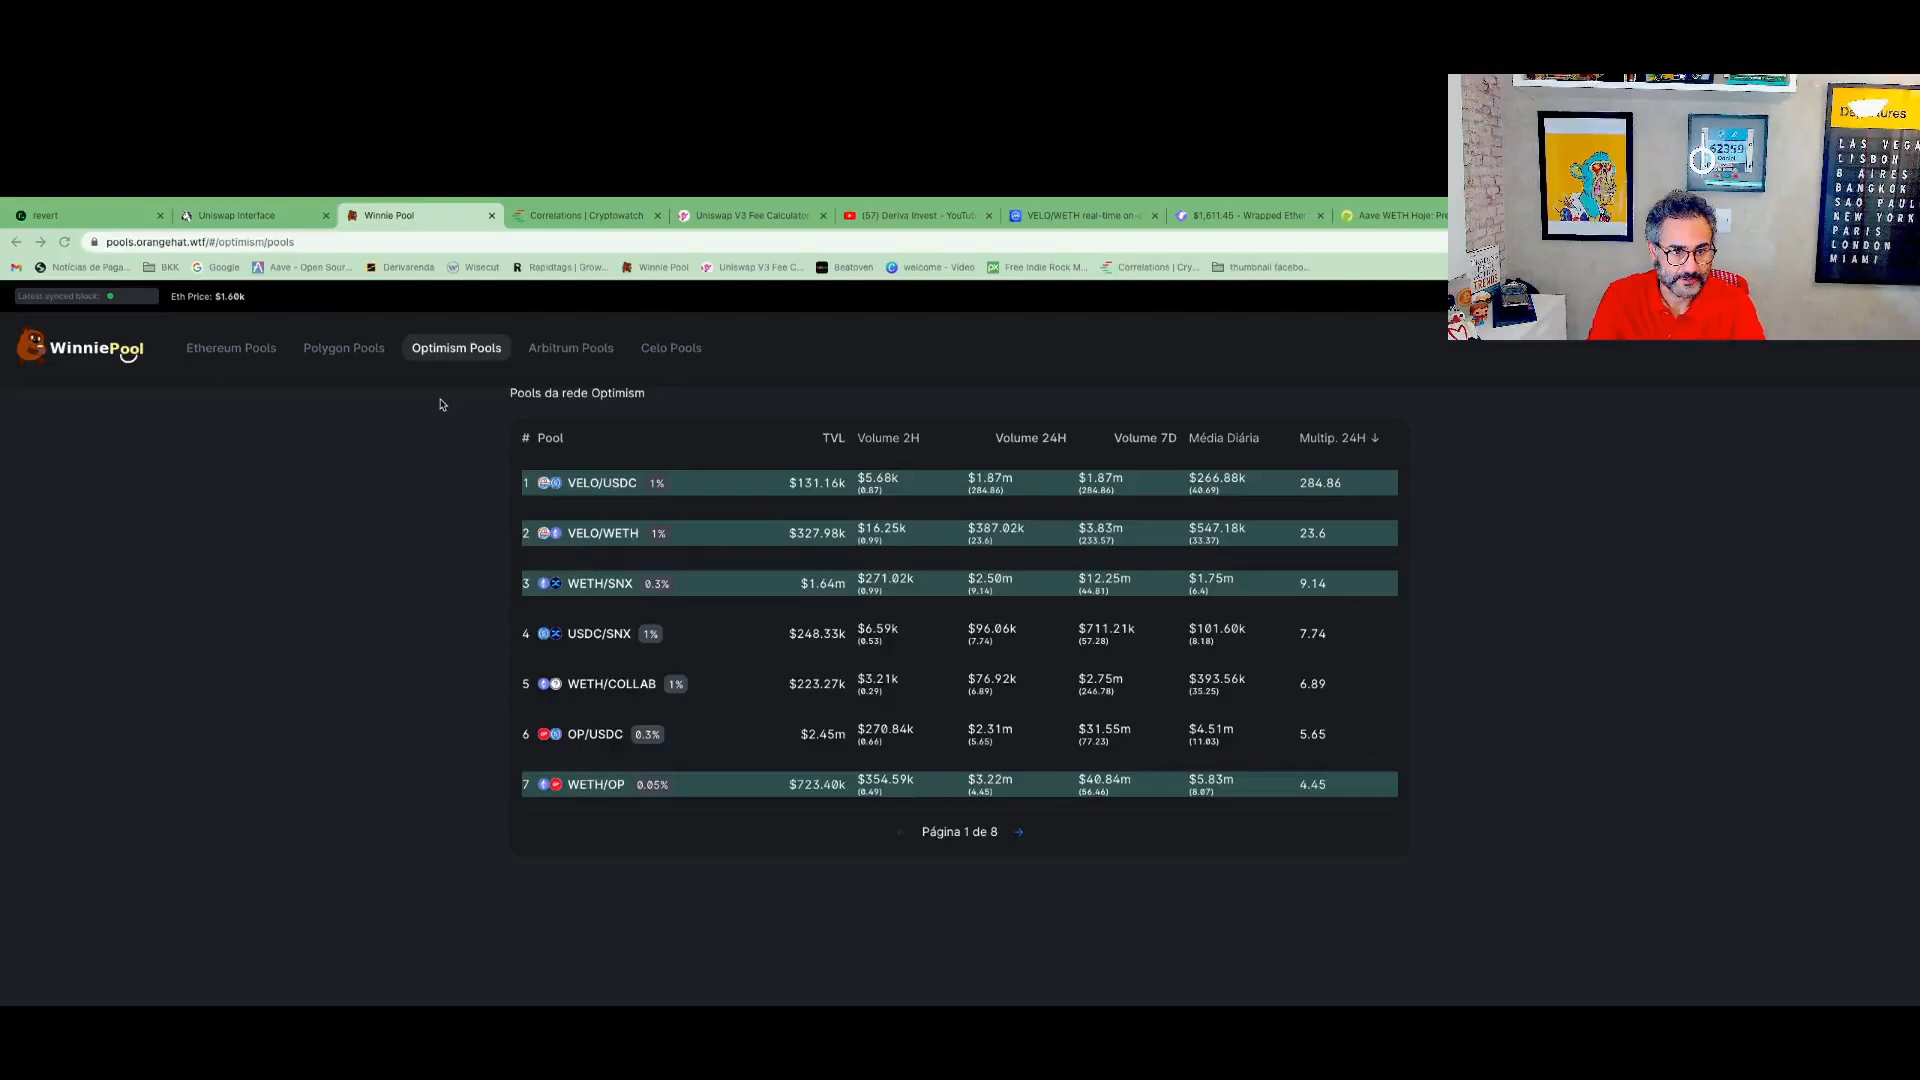 revert
Uniswap Interface
Winnie Pool
Correlations | Cryptowatch
Uniswap V3 Fee Calculator
(57) Deriva Invest - YouTub
VELO/WETH real-time on-c
$1,611.45 - Wrapped Ether
Aave WETH Hoje: Pre
pools.orangehat.wtf/#/optimism/pools
Notícias de Paga...
BKK
Google
Aave - Open Sour...
Derivarenda
Wisecut
Rapidtags | Grow...
Winnie Pool
Uniswap V3 Fee C...
Beatoven
welcome - Video
Free Indie Rock M...
Correlations | Cry...
thumbnail facebo...
Latest synced block:
Eth Price: $1.60k
WinniePool
Ethereum Pools
Polygon Pools
Optimism Pools
Arbitrum Pools
Celo Pools
Pools da rede Optimism
# Pool TVL Volume 2H Volume 24H Volume 7D Média Diária Multip. 24H ↓
1 VELO/USDC 1% $131.16k $5.68k $1.87m $1.87m $266.88k 284.86
(0.87) (284.86) (284.86) (40.69)
2 VELO/WETH 1% $327.98k $16.25k $387.02k $3.83m $547.18k 23.6
(0.99) (23.6) (233.57) (33.37)
3 WETH/SNX 0.3% $1.64m $271.02k $2.50m $12.25m $1.75m 9.14
(0.99) (9.14) (44.81) (6.4)
4 USDC/SNX 1% $248.33k $6.59k $96.06k $711.21k $101.60k 7.74
(0.53) (7.74) (57.28) (8.18)
5 WETH/COLLAB 1% $223.27k $3.21k $76.92k $2.75m $393.56k 6.89
(0.29) (6.89) (246.78) (35.25)
6 OP/USDC 0.3% $2.45m $270.84k $2.31m $31.55m $4.51m 5.65
(0.66) (5.65) (77.23) (11.03)
7 WETH/OP 0.05% $723.40k $354.59k $3.22m $40.84m $5.83m 4.45
(0.49) (4.45) (56.46) (8.07)
← Página 1 de 8 →
62359
Daniel
LAS VEGA
LISBON
B AIRES
BANGKOK
SAO PAUL
NEW YORK
PARIS
LONDON
MIAMI
TRENDS